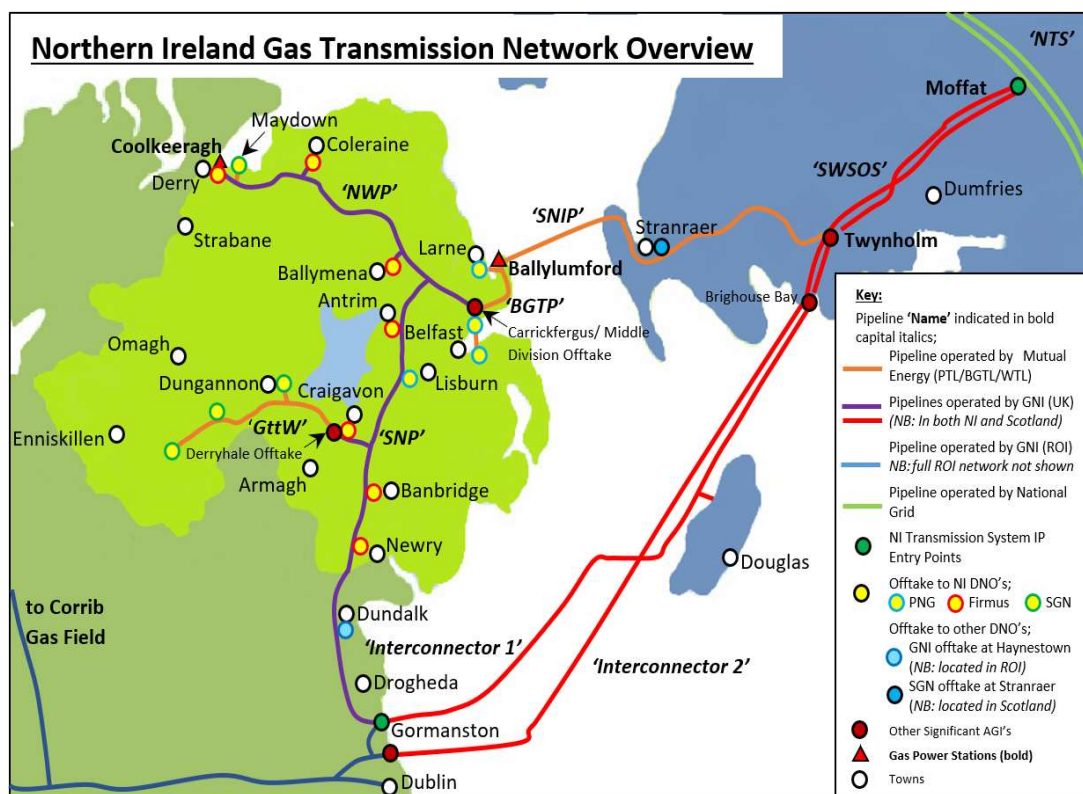 Northern Ireland Gas Transmission Network Overview
‘NTS’
Moffat
Maydown
Coolkeeragh
Coleraine
Derry
‘NWP’
‘SWSOS’
Dumfries
‘SNIP’
Strabane
Stranraer
Larne
Twynholm
Ballymena
Ballylumford
Antrim
‘BGTP’
Brighouse Bay
Belfast
Carrickfergus/ Middle
Division Offtake
Omagh
Lisburn
Dungannon
Craigavon
Enniskillen
‘GttW’
‘SNP’
Derryhale Offtake
Armagh
Banbridge
Newry
Douglas
to Corrib
Gas Field
Dundalk
‘Interconnector 1’
‘Interconnector 2’
Drogheda
Gormanston
Dublin
Key:
Pipeline ‘Name’ indicated in bold
capital italics;
Pipeline operated by Mutual
Energy (PTL/BGTL/WTL)
Pipelines operated by GNI (UK)
(NB: In both NI and Scotland)
Pipeline operated by GNI (ROI)
NB: full ROI network not shown
Pipeline operated by National
Grid
NI Transmission System IP
Entry Points
Offtake to NI DNO’s;
PNG Firmus SGN
Offtake to other DNO’s;
GNI offtake at Haynestown
(NB: located in ROI)
SGN offtake at Stranraer
(NB: located in Scotland)
Other Significant AGI’s
Gas Power Stations (bold)
Towns